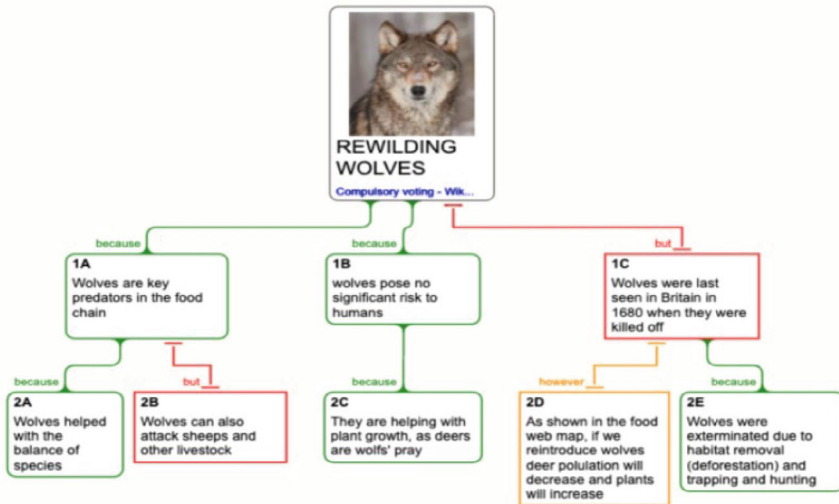 REWILDING
WOLVES
Compulsory voting - Wik...
because
because
but
1A
Wolves are key
predators in the food
chain
1B
wolves pose no
significant risk to
humans
1C
Wolves were last
seen in Britain in
1680 when they were
killed off
because
but
because
however
because
2A
Wolves helped
with the
balance of
species
2B
Wolves can also
attack sheeps and
other livestock
2C
They are helping with
plant growth, as deers
are wolfs' pray
2D
As shown in the food
web map, if we
reintroduce wolves
deer polulation will
decrease and plants
will increase
2E
Wolves were
exterminated due to
habitat removal
(deforestation) and
trapping and hunting